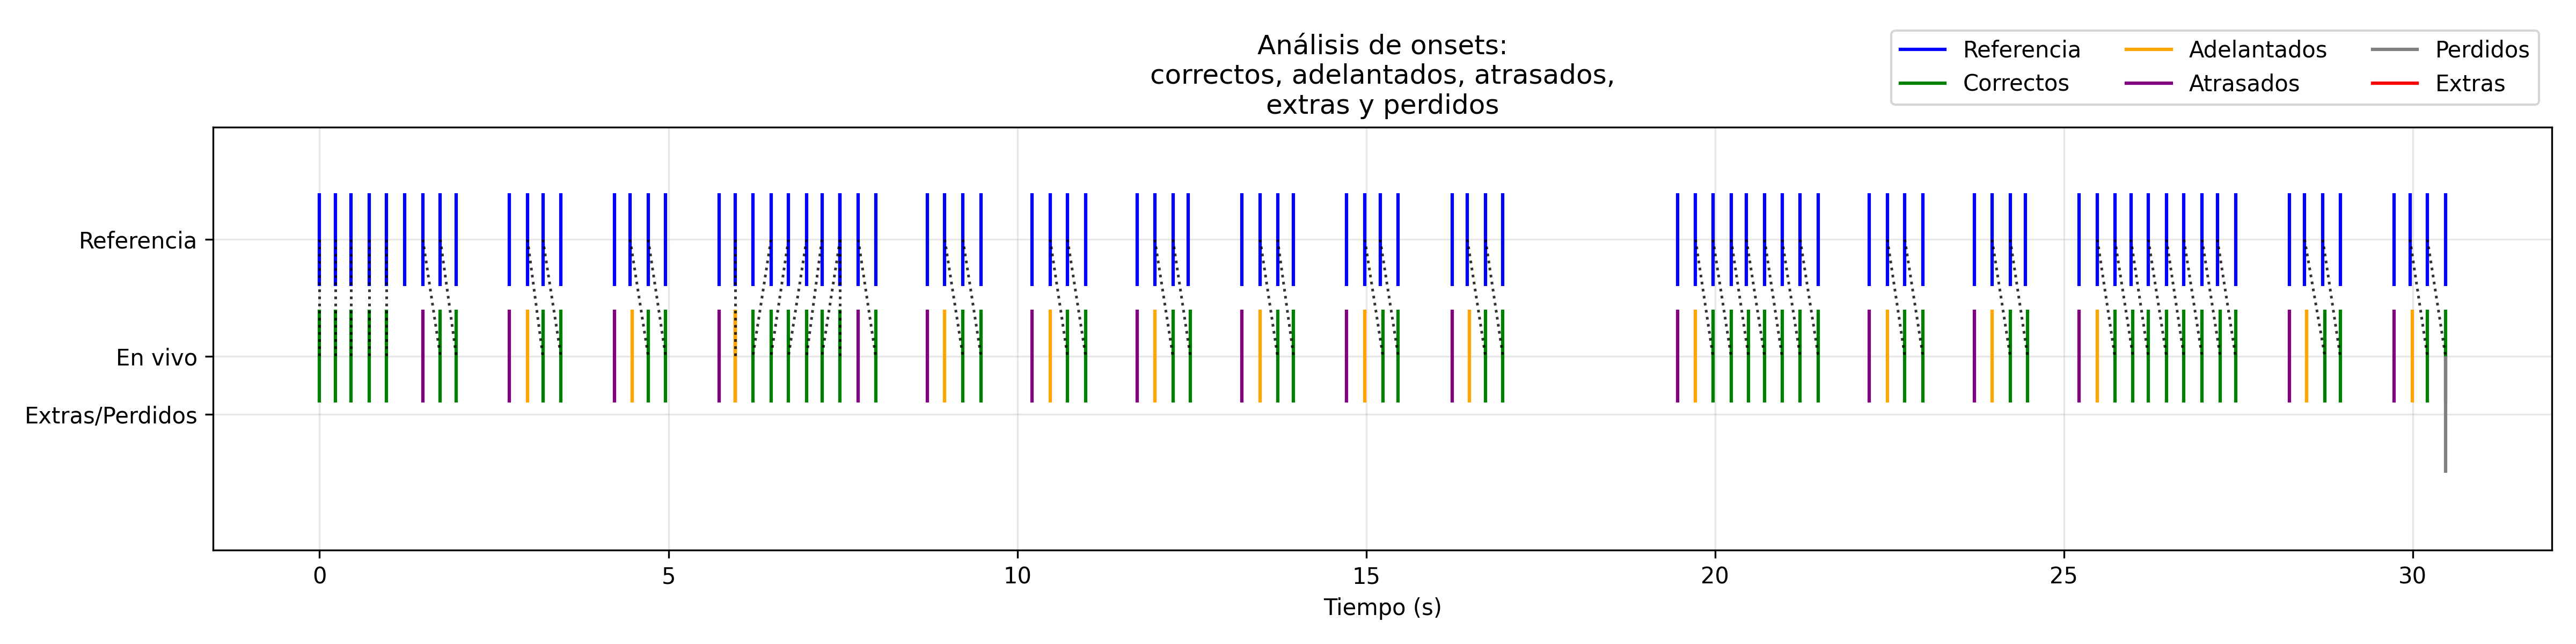 Análisis de onsets:
correctos, adelantados, atrasados,
extras y perdidos
Referencia
Correctos
Adelantados
Atrasados
Perdidos
Extras
Referencia
En vivo
Extras/Perdidos
0 5 10 15 20 25 30
Tiempo (s)